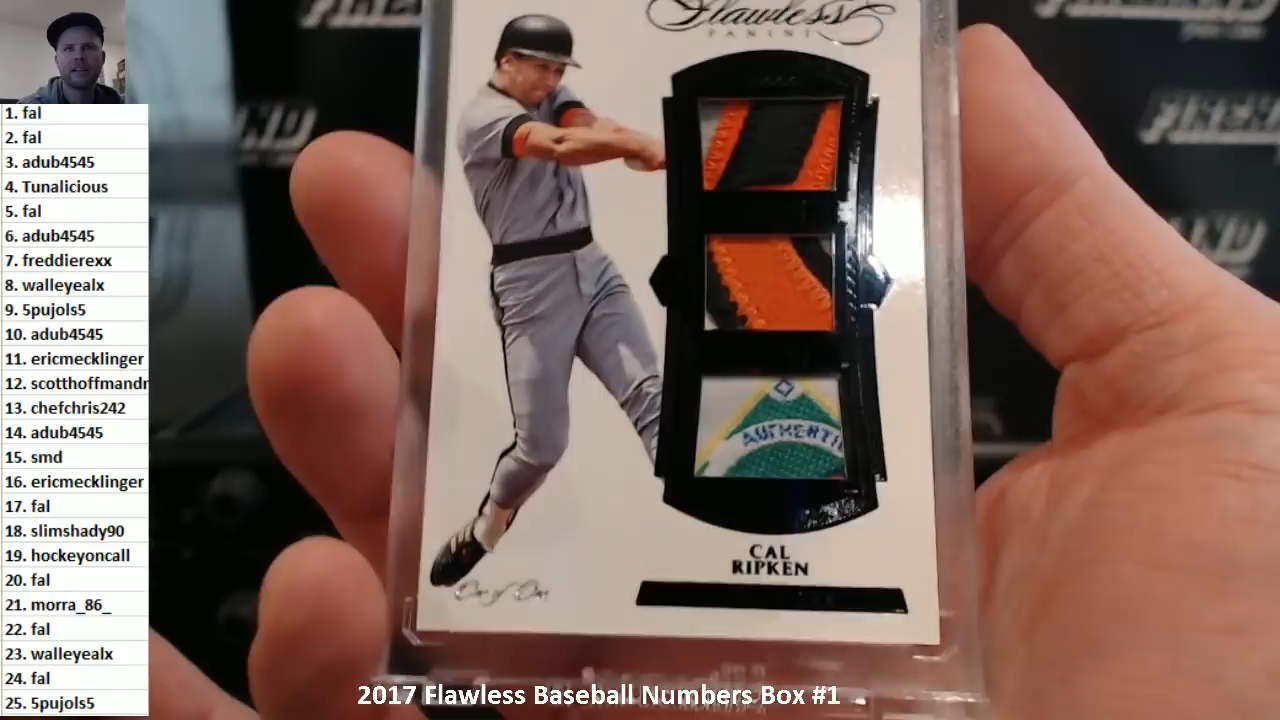 1. fal
2. fal
3. adub4545
4. Tunalicious
5. fal
6. adub4545
7. freddierexx
8. walleyealx
9. 5pujols5
10. adub4545
11. ericmecklinger
12. scotthoffmandr
13. chefchris242
14. adub4545
15. smd
16. ericmecklinger
17. fal
18. slimshady90
19. hockeyoncall
20. fal
21. morra_86_
22. fal
23. walleyealx
24. fal
25. 5pujols5
Flawless
PANINI
AUTHENTI
CAL
RIPKEN
One of One
2017 Flawless Baseball Numbers Box #1